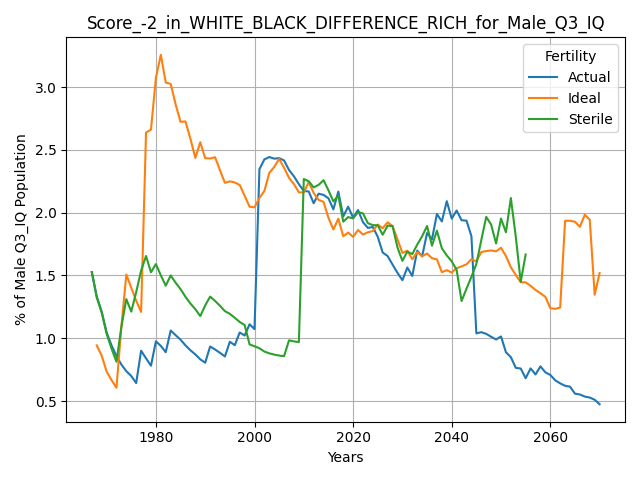 Score_-2_in_WHITE_BLACK_DIFFERENCE_RICH_for_Male_Q3_IQ
Fertility
Actual
Ideal
Sterile
% of Male Q3_IQ Population
3.0
2.5
2.0
1.5
1.0
0.5
1980
2000
2020
2040
2060
Years